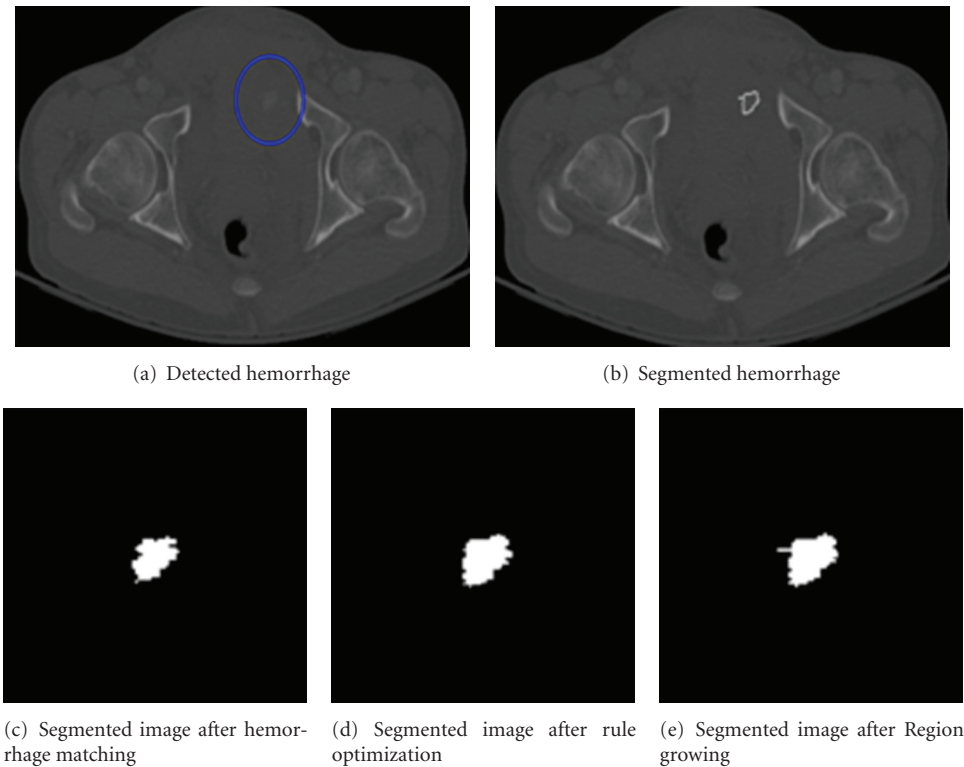 (a) Detected hemorrhage
(b) Segmented hemorrhage
(c) Segmented image after hemor-
rhage matching
(d) Segmented image after rule
optimization
(e) Segmented image after Region
growing